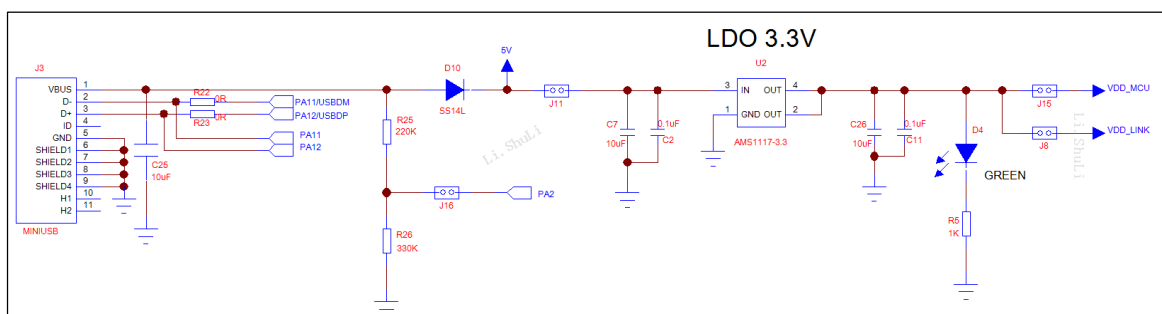 LDO 3.3V
J3
MINIUSB
VBUS
D-
D+
ID
GND
SHIELD1
SHIELD2
SHIELD3
SHIELD4
H1
H2
1
2
3
4
5
6
7
8
9
10
11
R22
0R
R23
0R
PA11/USBDM
PA12/USBDP
PA11
PA12
C25
10uF
R25
220K
R26
330K
D10
SS14L
5V
J11
J16
PA2
Li.ShuLi
C7
10uF
0.1uF
C2
U2
3 IN OUT 4
1 GND OUT 2
AMS1117-3.3
C26
10uF
0.1uF
C11
D4
GREEN
R5
1K
J15
VDD_MCU
J8
VDD_LINK
Li.ShuLi